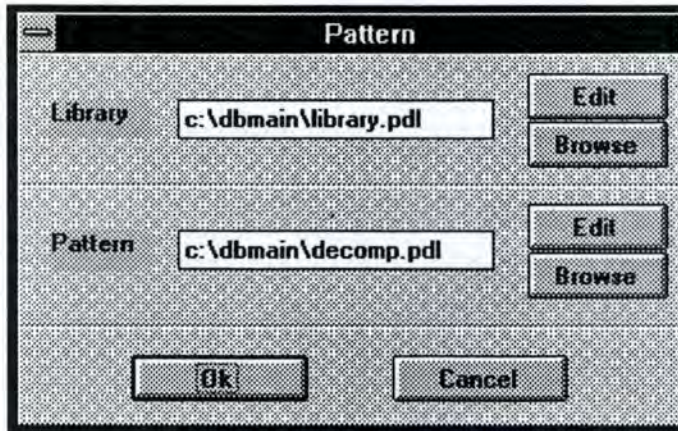 Pattern
Library
c:\dbmain\library.pdl
Edit
Browse
Pattern
c:\dbmain\decomp.pdl
Edit
Browse
Ok
Cancel